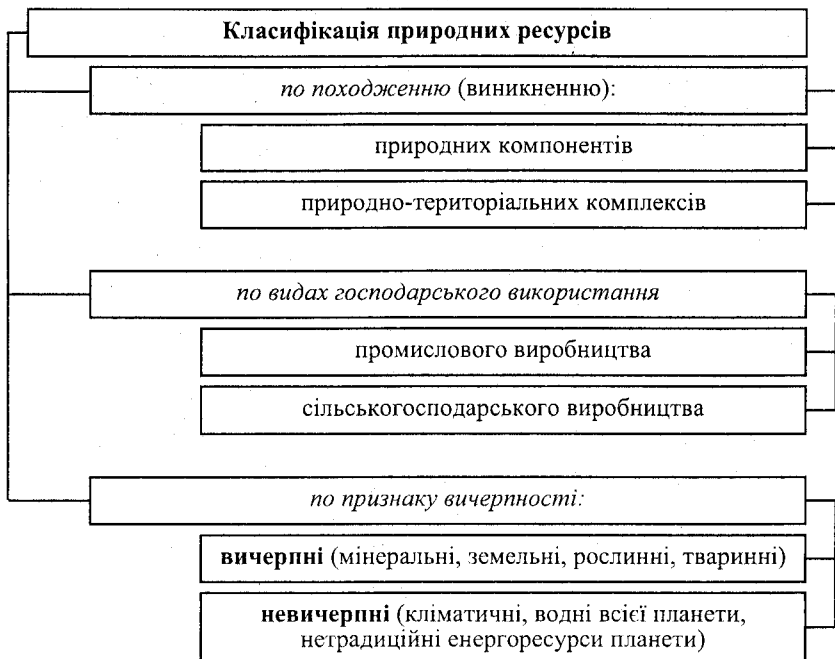 Класифікація природних ресурсів
по походженню (виникненню):
природних компонентів
природно-територіальних комплексів
по видах господарського використання
промислового виробництва
сільськогосподарського виробництва
по признаку вичерпності:
вичерпні (мінеральні, земельні, рослинні, тваринні)
невичерпні (кліматичні, водні всієї планети,
нетрадиційні енергоресурси планети)